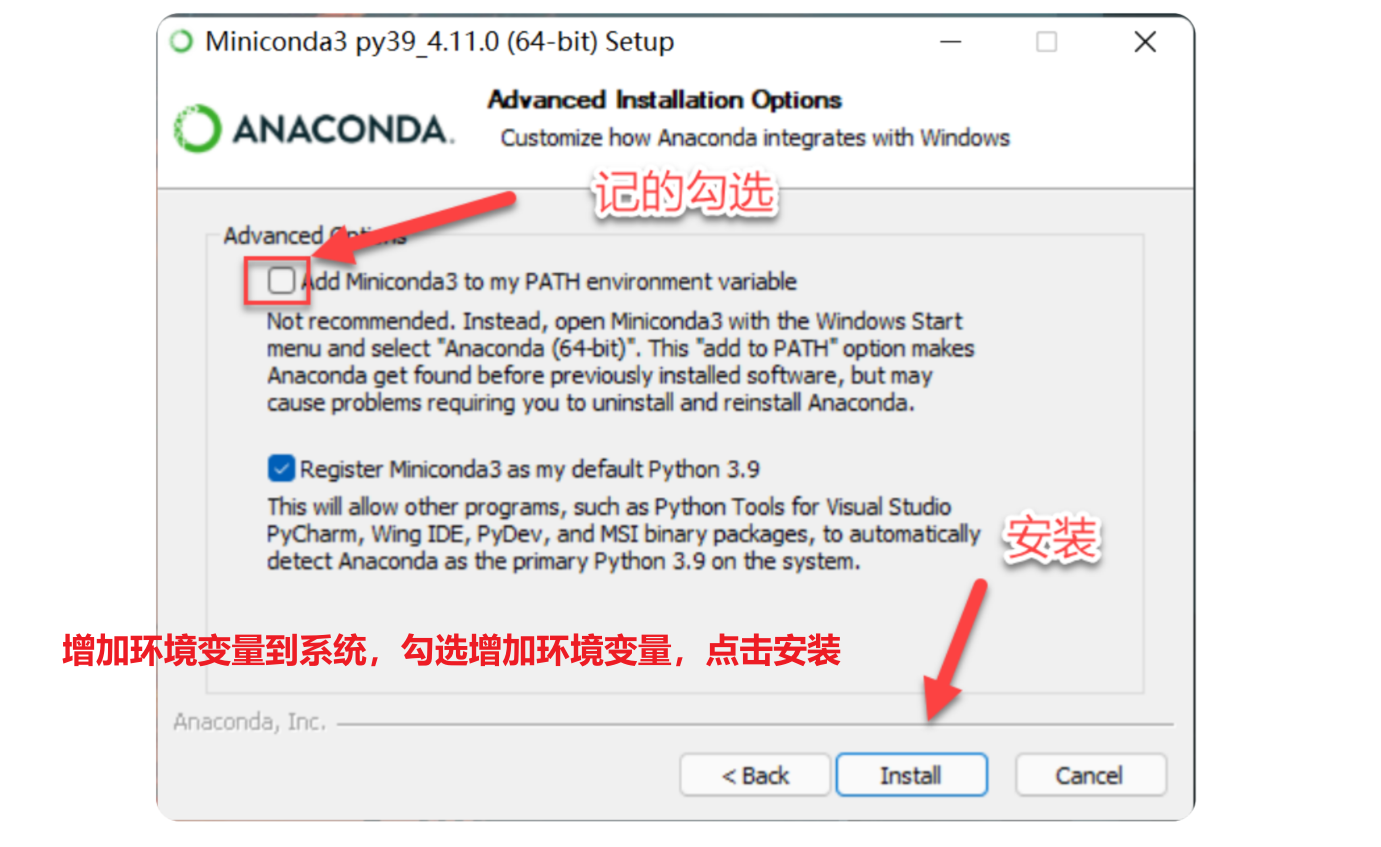 Miniconda3 py39_4.11.0 (64-bit) Setup
ANACONDA.
Advanced Installation Options
Customize how Anaconda integrates with Windows
记的勾选
Advanced Options
Add Miniconda3 to my PATH environment variable
Not recommended. Instead, open Miniconda3 with the Windows Start
menu and select "Anaconda (64-bit)". This "add to PATH" option makes
Anaconda get found before previously installed software, but may
cause problems requiring you to uninstall and reinstall Anaconda.
Register Miniconda3 as my default Python 3.9
This will allow other programs, such as Python Tools for Visual Studio
PyCharm, Wing IDE, PyDev, and MSI binary packages, to automatically
detect Anaconda as the primary Python 3.9 on the system.
安装
增加环境变量到系统，勾选增加环境变量，点击安装
Anaconda, Inc.
< Back
Install
Cancel